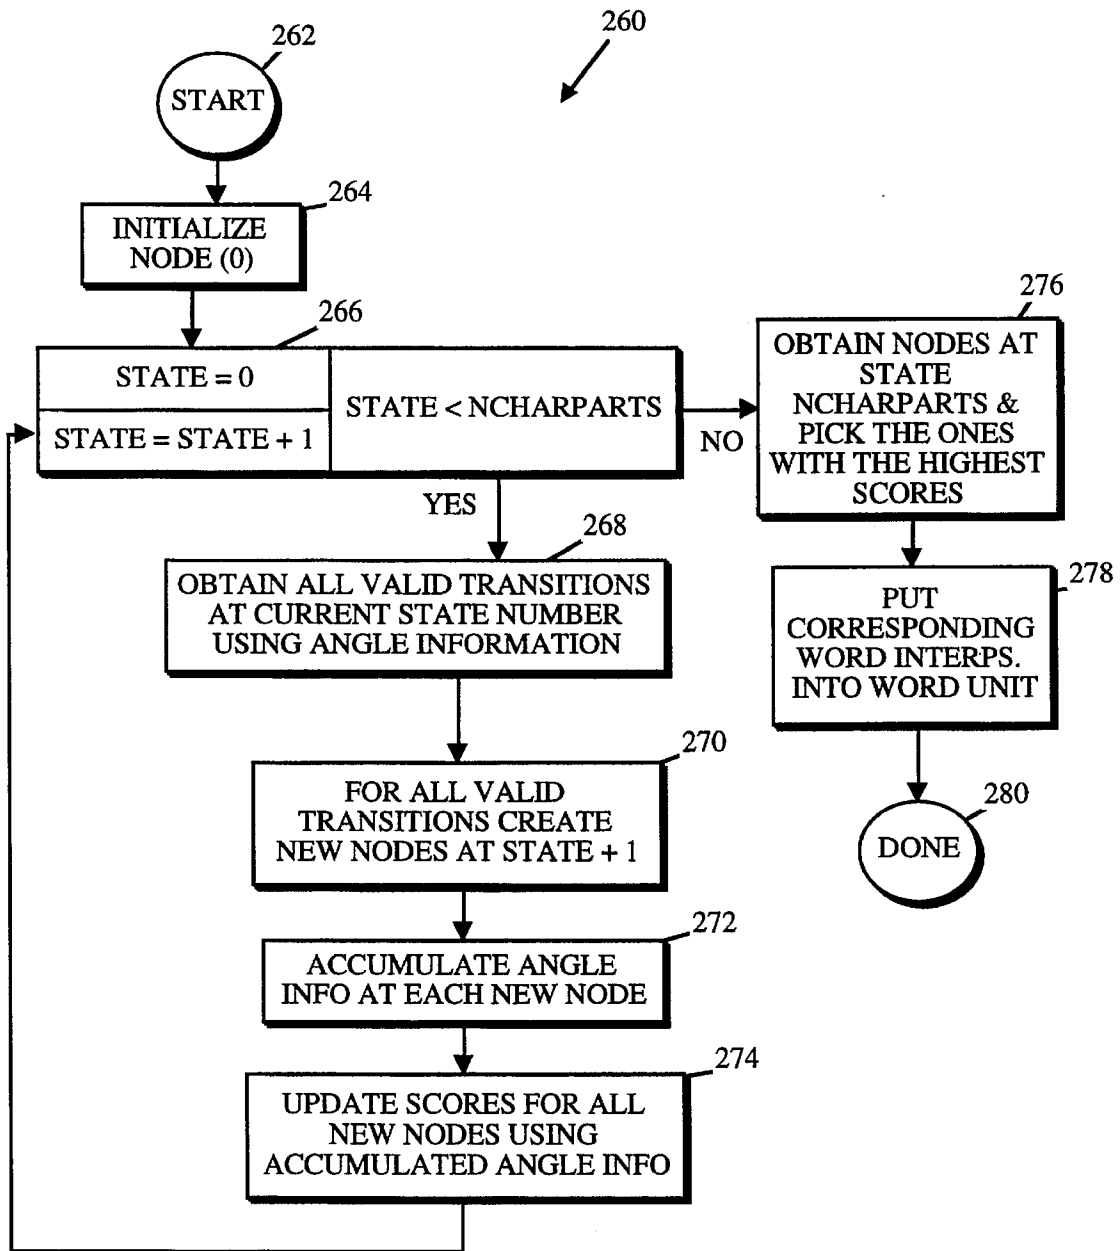 262
START
260
264
INITIALIZE
NODE (0)
266
STATE = 0
STATE = STATE + 1
STATE < NCHARPARTS
NO
YES
276
OBTAIN NODES AT
STATE
NCHARPARTS &
PICK THE ONES
WITH THE HIGHEST
SCORES
268
OBTAIN ALL VALID TRANSITIONS
AT CURRENT STATE NUMBER
USING ANGLE INFORMATION
278
PUT
CORRESPONDING
WORD INTERPS.
INTO WORD UNIT
270
FOR ALL VALID
TRANSITIONS CREATE
NEW NODES AT STATE + 1
280
DONE
272
ACCUMULATE ANGLE
INFO AT EACH NEW NODE
274
UPDATE SCORES FOR ALL
NEW NODES USING
ACCUMULATED ANGLE INFO